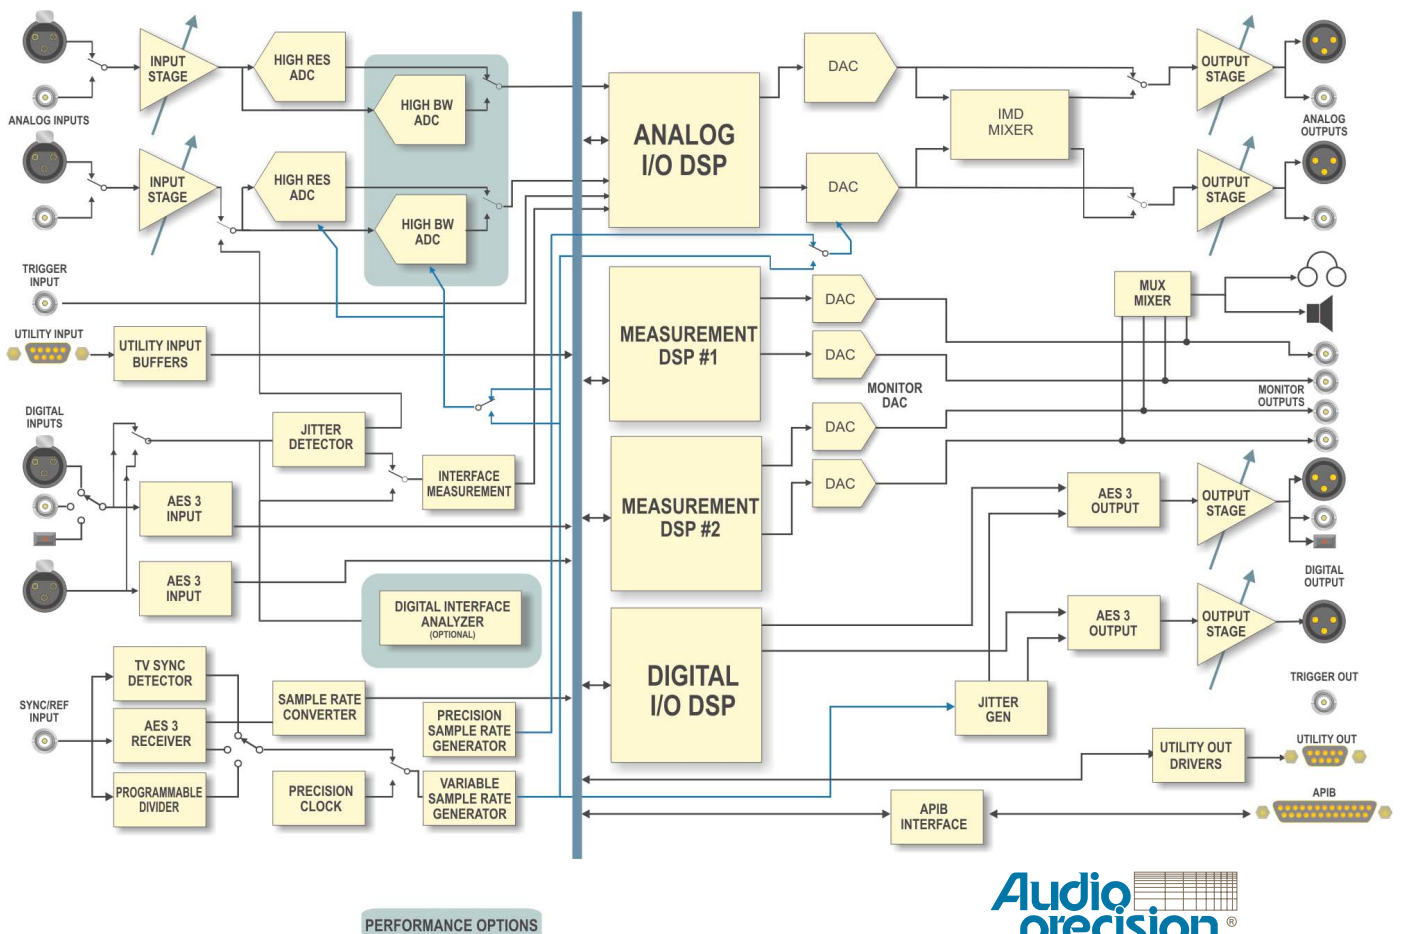 INPUT
STAGE
HIGH RES
ADC
HIGH BW
ADC
ANALOG INPUTS
INPUT
STAGE
HIGH RES
ADC
HIGH BW
ADC
TRIGGER
INPUT
UTILITY INPUT
UTILITY INPUT
BUFFERS
DIGITAL
INPUTS
JITTER
DETECTOR
INTERFACE
MEASUREMENT
AES 3
INPUT
AES 3
INPUT
DIGITAL INTERFACE
ANALYZER
(OPTIONAL)
TV SYNC
DETECTOR
SYNC/REF
INPUT
AES 3
RECEIVER
PROGRAMMABLE
DIVIDER
SAMPLE RATE
CONVERTER
PRECISION
CLOCK
PRECISION
SAMPLE RATE
GENERATOR
VARIABLE
SAMPLE RATE
GENERATOR
ANALOG
I/O DSP
DAC
IMD
MIXER
DAC
OUTPUT
STAGE
ANALOG
OUTPUTS
OUTPUT
STAGE
MEASUREMENT
DSP #1
DAC
DAC
MONITOR
DAC
MUX
MIXER
MONITOR
OUTPUTS
MEASUREMENT
DSP #2
DAC
DAC
AES 3
OUTPUT
OUTPUT
STAGE
DIGITAL
OUTPUT
DIGITAL
I/O DSP
AES 3
OUTPUT
OUTPUT
STAGE
JITTER
GEN
TRIGGER OUT
UTILITY OUT
DRIVERS
UTILITY OUT
APIB
INTERFACE
APIB
PERFORMANCE OPTIONS
Audio
precision ®